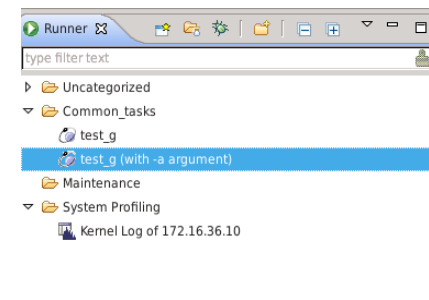 Runner
type filter text
Uncategorized
Common_tasks
test_g
test_g (with -a argument)
Maintenance
System Profiling
Kernel Log of 172.16.36.10